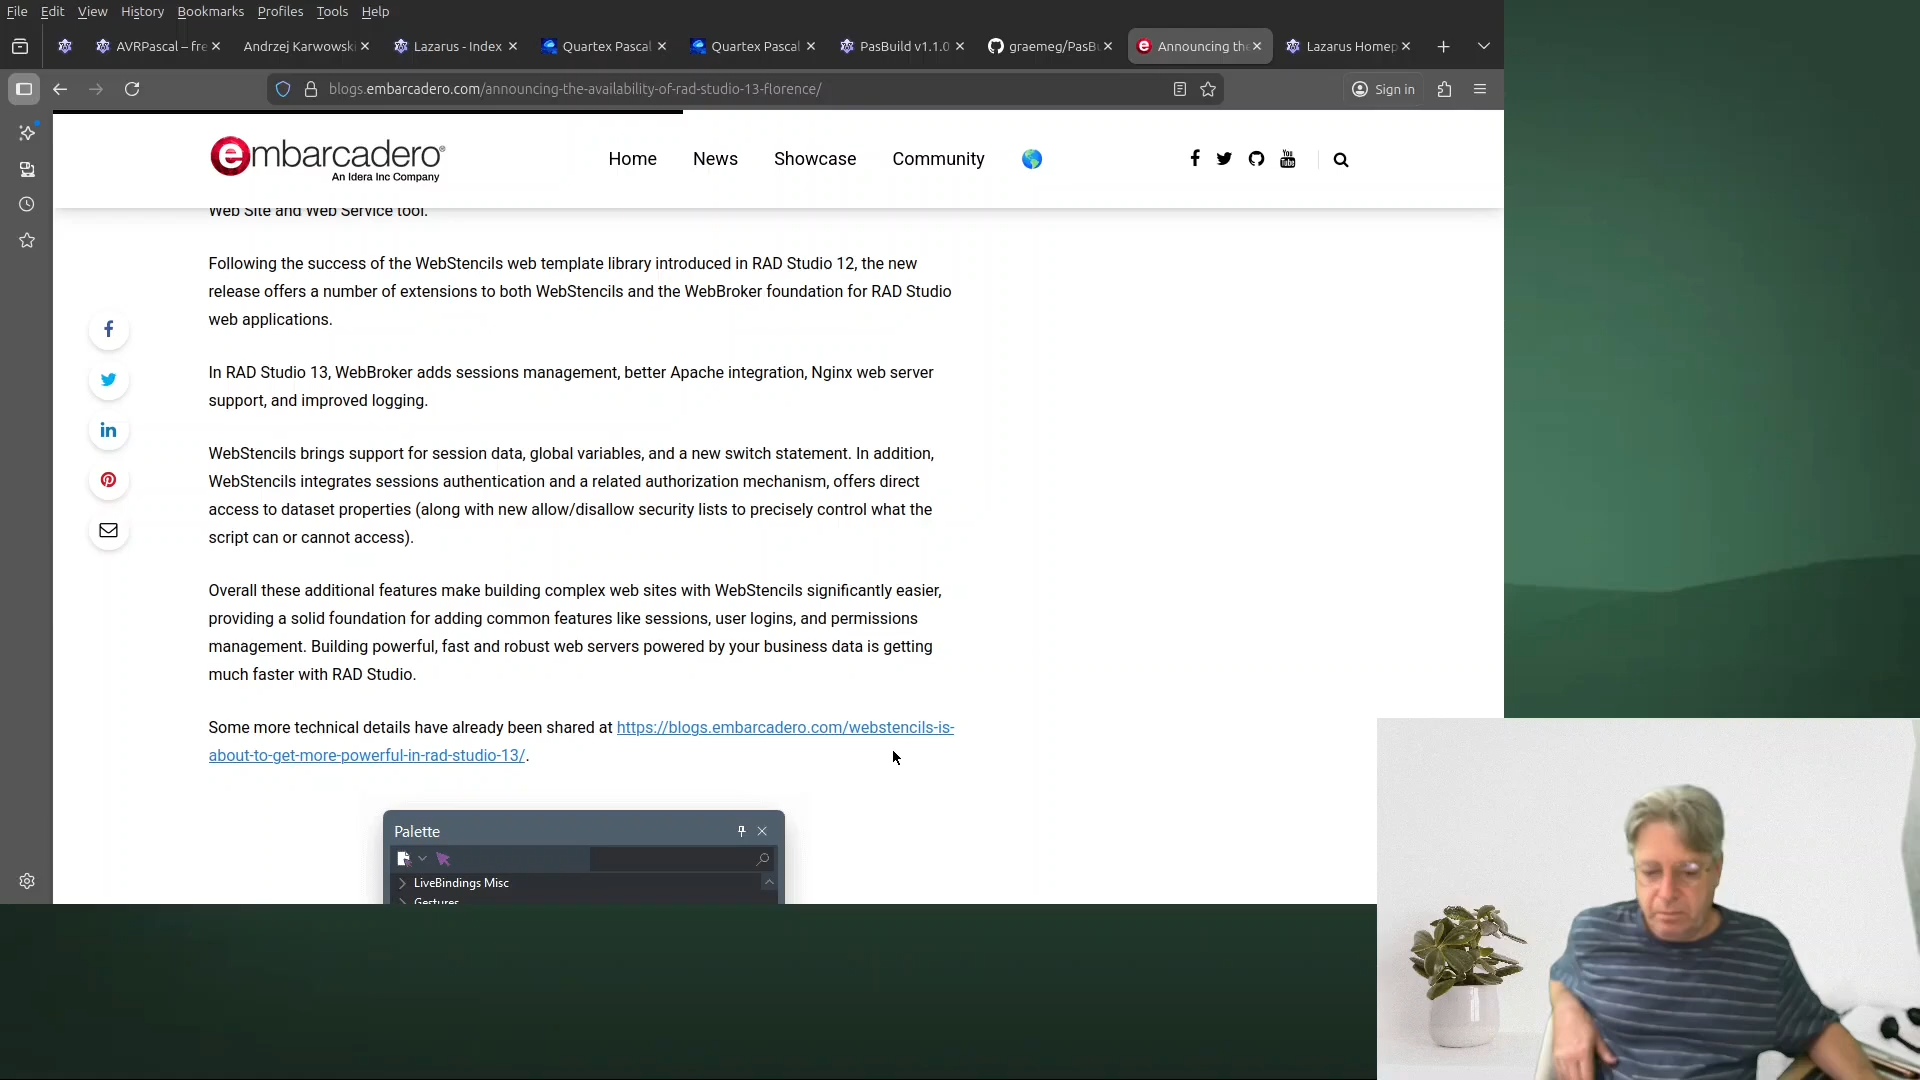 File Edit View History Bookmarks Profiles Tools Help
AVRPascal – fre
Andrzej Karwowsk
Lazarus - Index
Quartex Pascal
Quartex Pascal
PasBuild v1.1.0
graemeg/PasBu
Announcing the
Lazarus Homep
blogs.embarcadero.com/announcing-the-availability-of-rad-studio-13-florence/
Sign in
embarcadero®
An Idera Inc Company
Home News Showcase Community
You Tube
Web Site and Web Service tool.
Following the success of the WebStencils web template library introduced in RAD Studio 12, the new
release offers a number of extensions to both WebStencils and the WebBroker foundation for RAD Studio
web applications.
In RAD Studio 13, WebBroker adds sessions management, better Apache integration, Nginx web server
support, and improved logging.
WebStencils brings support for session data, global variables, and a new switch statement. In addition,
WebStencils integrates sessions authentication and a related authorization mechanism, offers direct
access to dataset properties (along with new allow/disallow security lists to precisely control what the
script can or cannot access).
Overall these additional features make building complex web sites with WebStencils significantly easier,
providing a solid foundation for adding common features like sessions, user logins, and permissions
management. Building powerful, fast and robust web servers powered by your business data is getting
much faster with RAD Studio.
Some more technical details have already been shared at https://blogs.embarcadero.com/webstencils-is-
about-to-get-more-powerful-in-rad-studio-13/.
Palette
LiveBindings Misc
Gestures